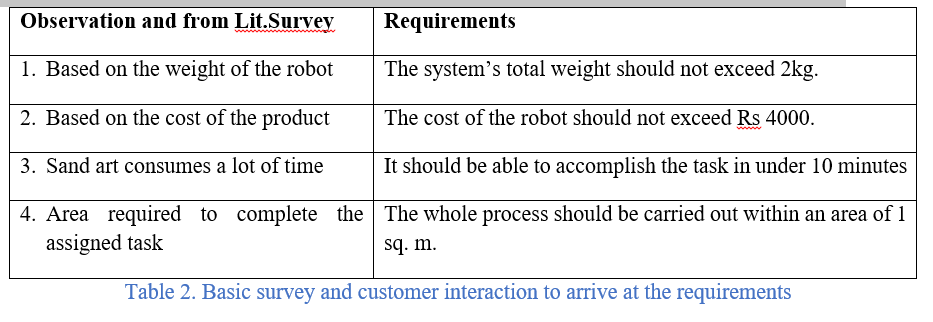 Observation and from Lit.Survey
Requirements
1. Based on the weight of the robot
The system's total weight should not exceed 2kg.
2. Based on the cost of the product
The cost of the robot should not exceed Rs 4000.
3. Sand art consumes a lot of time
It should be able to accomplish the task in under 10 minutes
4. Area required to complete the
assigned task
The whole process should be carried out within an area of 1
sq. m.
Table 2. Basic survey and customer interaction to arrive at the requirements